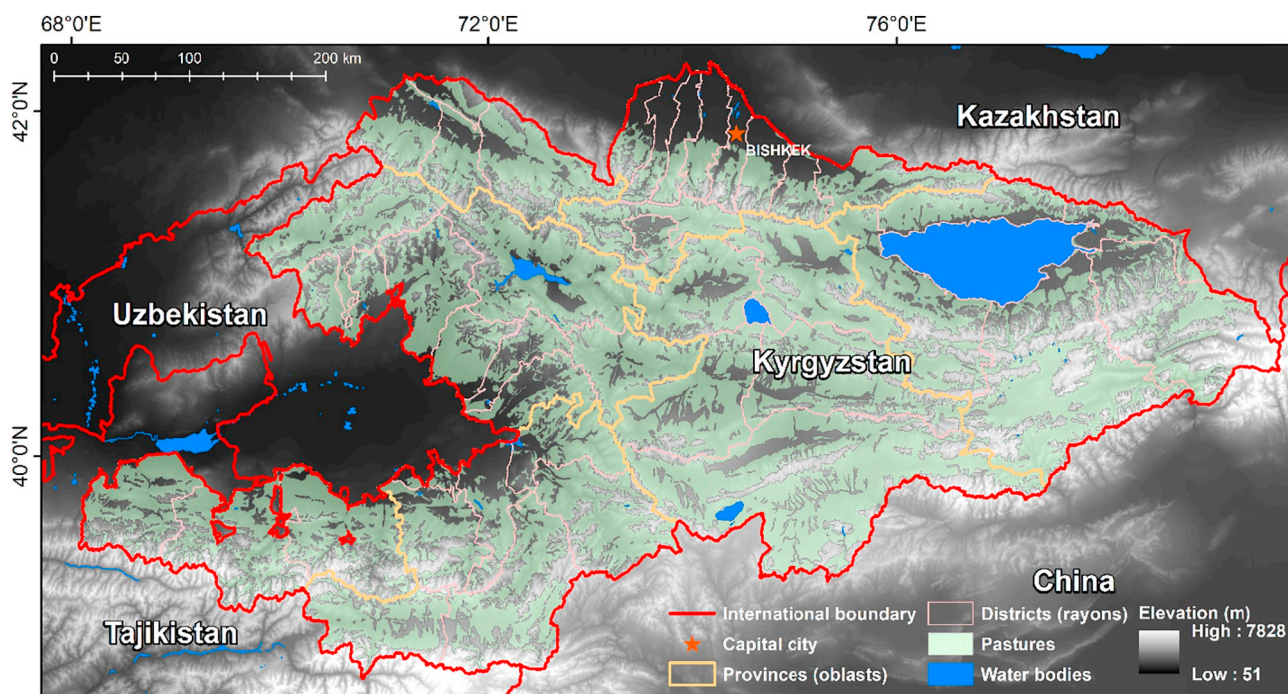 68°0'E 72°0'E 76°0'E
0 50 100 200 km
42°0'N
Kazakhstan
BISHKEK
Uzbekistan
Kyrgyzstan
40°0'N
China
Tajikistan
International boundary
Capital city
Provinces (oblasts)
Districts (rayons)
Pastures
Water bodies
Elevation (m)
High : 7828
Low : 51